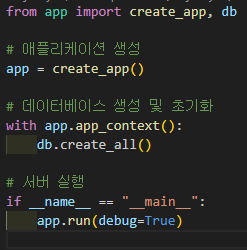 from app import create_app, db
# 애플리케이션 생성
app = create_app()
# 데이터베이스 생성 및 초기화
with app.app_context():
    db.create_all()
# 서버 실행
if __name__ == "__main__":
    app.run(debug=True)